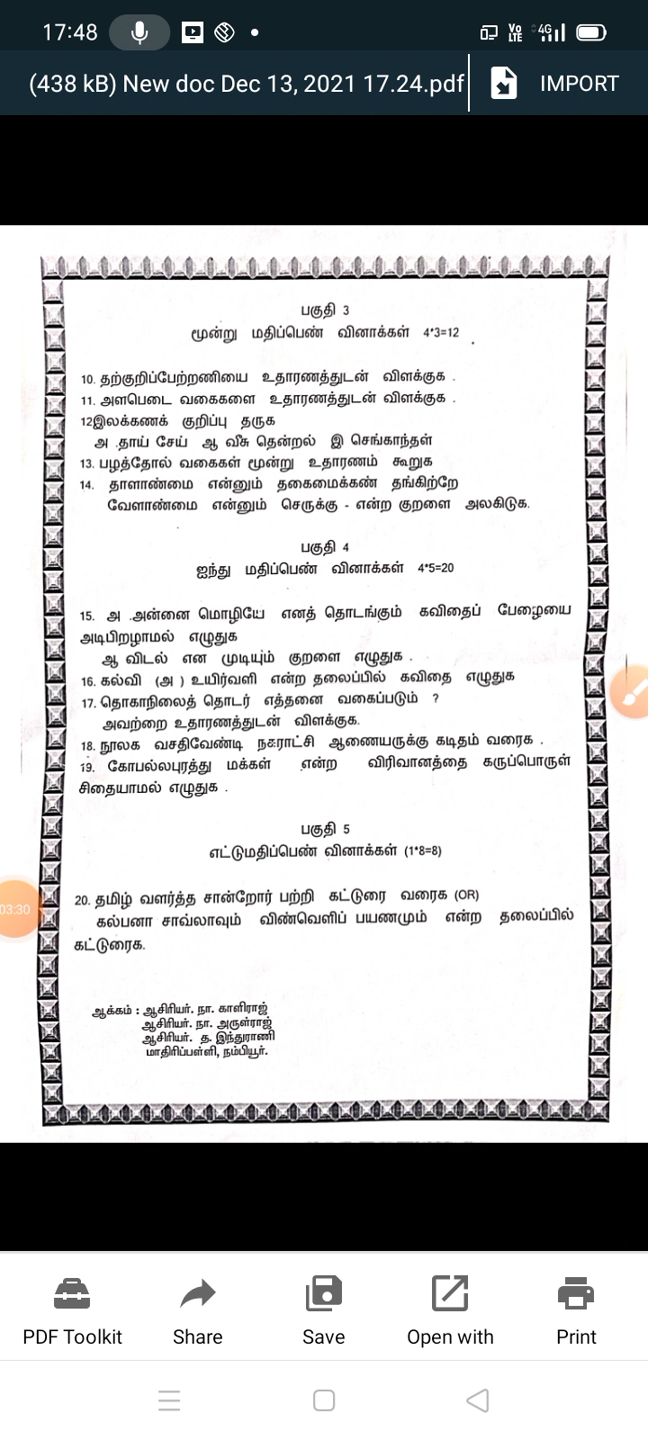 17:48
Vo LTE 4G
(438 kB) New doc Dec 13, 2021 17.24.pdf
IMPORT
பகுதி 3
மூன்று மதிப்பெண் வினாக்கள் 4*3=12
10. தற்குறிப்பேற்றணியை உதாரணத்துடன் விளக்குக .
11. அளபெடை வகைகளை உதாரணத்துடன் விளக்குக .
12இலக்கணக் குறிப்பு தருக
அ .தாய் சேய் ஆ வீசு தென்றல் இ செங்காந்தள்
13. பழத்தோல் வகைகள் மூன்று உதாரணம் கூறுக
14. தாளாண்மை என்னும் தகைமைக்கண் தங்கிற்றே
வேளாண்மை என்னும் செருக்கு - என்ற குறளை அலகிடுக.
பகுதி 4
ஐந்து மதிப்பெண் வினாக்கள் 4*5=20
15. அ .அன்னை மொழியே எனத் தொடங்கும் கவிதைப் பேழையை
அடிபிறழாமல் எழுதுக
ஆ விடல் என முடியும் குறளை எழுதுக .
16. கல்வி (அ ) உயிர்வளி என்ற தலைப்பில் கவிதை எழுதுக
17. தொகாநிலைத் தொடர் எத்தனை வகைப்படும் ?
அவற்றை உதாரணத்துடன் விளக்குக.
18. நூலக வசதிவேண்டி நகராட்சி ஆணையருக்கு கடிதம் வரைக .
19. கோபல்லபுரத்து மக்கள் என்ற விரிவானத்தை கருப்பொருள்
சிதையாமல் எழுதுக .
பகுதி 5
எட்டுமதிப்பெண் வினாக்கள் (1*8=8)
03:30
20. தமிழ் வளர்த்த சான்றோர் பற்றி கட்டுரை வரைக (OR)
கல்பனா சாவ்லாவும் விண்வெளிப் பயணமும் என்ற தலைப்பில்
கட்டுரைக.
ஆக்கம் : ஆசிரியர். நா. காளிராஜ்
ஆசிரியர். நா. அருள்ராஜ்
ஆசிரியர். த. இந்துராணி
மாதிரிப்பள்ளி, நம்பியூர்.
PDF Toolkit
Share
Save
Open with
Print